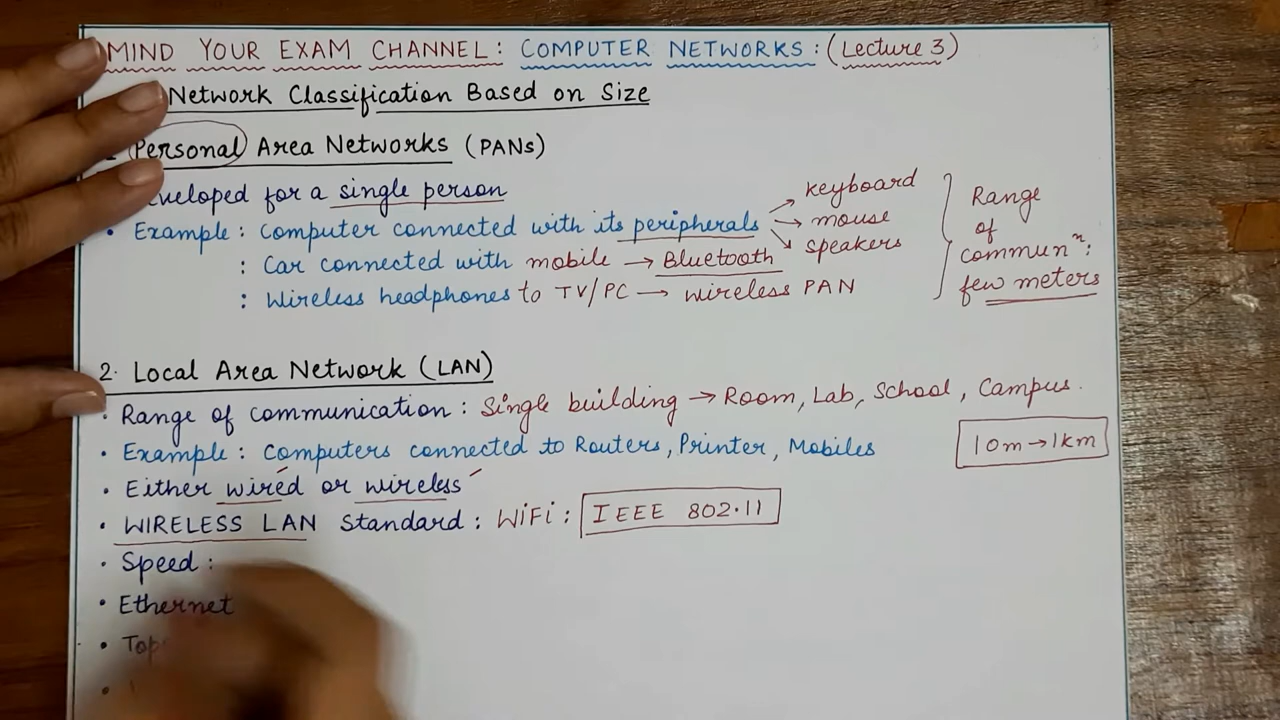 MIND YOUR EXAM CHANNEL: COMPUTER NETWORKS: (Lecture 3)
Network Classification Based on Size
Personal Area Networks (PANs)
veloped for a single person
• Example: Computer connected with its peripherals → keyboard
→ mouse
→ speakers
: Car connected with mobile → Bluetooth
: Wireless headphones to TV/PC → wireless PAN
Range
of
communⁿ:
few meters
2. Local Area Network (LAN)
• Range of communication: Single building → Room, Lab, School, Campus.
• Example: Computers connected to Routers, Printer, Mobiles
10m → 1km
• Either wired or wireless
• WIRELESS LAN Standard: WiFi: IEEE 802.11
• Speed:
• Ethernet
• Top